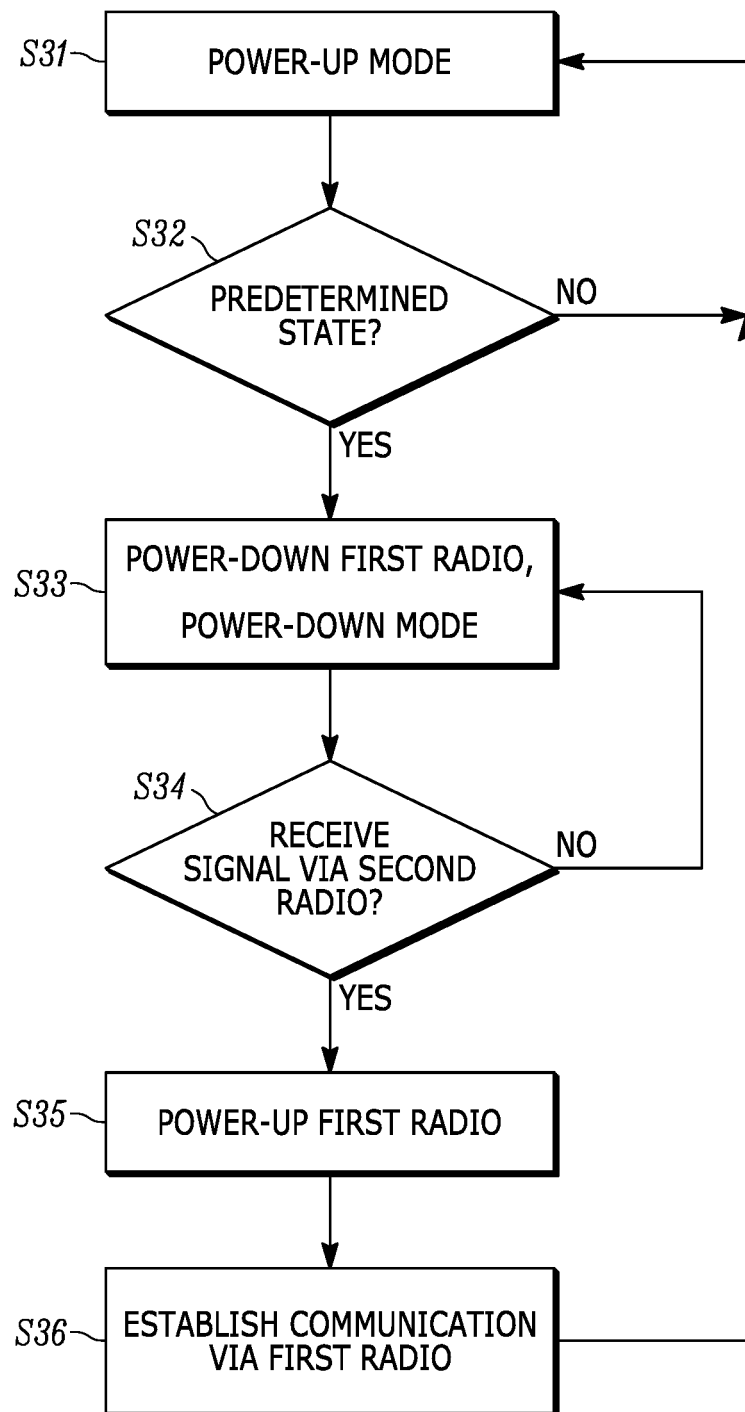 S31
POWER-UP MODE
S32
PREDETERMINED
STATE?
NO
YES
S33
POWER-DOWN FIRST RADIO,
POWER-DOWN MODE
S34
RECEIVE
SIGNAL VIA SECOND
RADIO?
NO
YES
S35
POWER-UP FIRST RADIO
S36
ESTABLISH COMMUNICATION
VIA FIRST RADIO